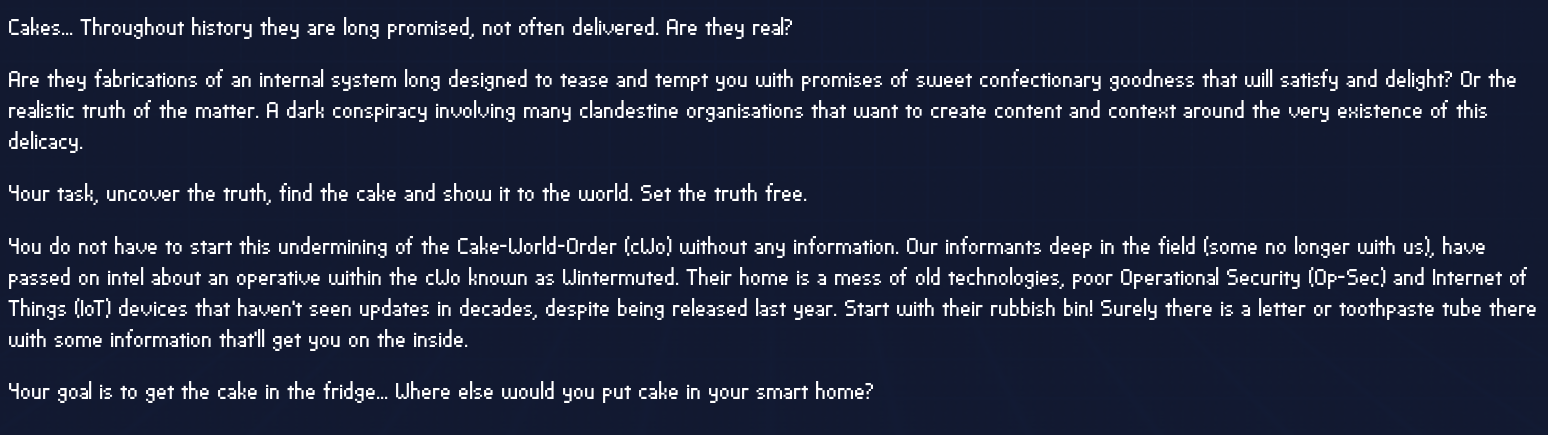 Cakes... Throughout history they are long promised, not often delivered. Are they real?
Are they fabrications of an internal system long designed to tease and tempt you with promises of sweet confectionary goodness that will satisfy and delight? Or the
realistic truth of the matter. A dark conspiracy involving many clandestine organisations that want to create content and context around the very existence of this
delicacy.
Your task, uncover the truth, find the cake and show it to the world. Set the truth free.
You do not have to start this undermining of the Cake-World-Order (cWo) without any information. Our informants deep in the field (some no longer with us), have
passed on intel about an operative within the cWo known as Wintermuted. Their home is a mess of old technologies, poor Operational Security (Op-Sec) and Internet of
Things (IoT) devices that haven't seen updates in decades, despite being released last year. Start with their rubbish bin! Surely there is a letter or toothpaste tube there
with some information that'll get you on the inside.
Your goal is to get the cake in the fridge... Where else would you put cake in your smart home?